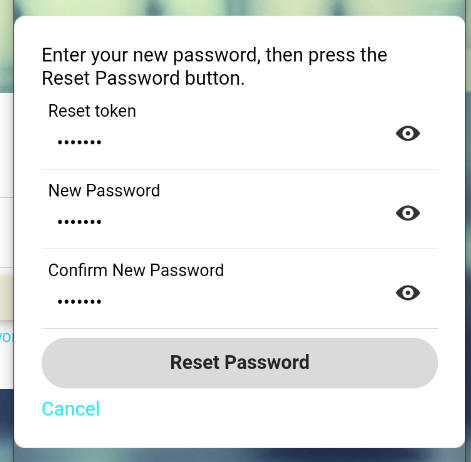 Enter your new password, then press the
Reset Password button.
Reset token
•••••••
New Password
•••••••
Confirm New Password
•••••••
Reset Password
Cancel